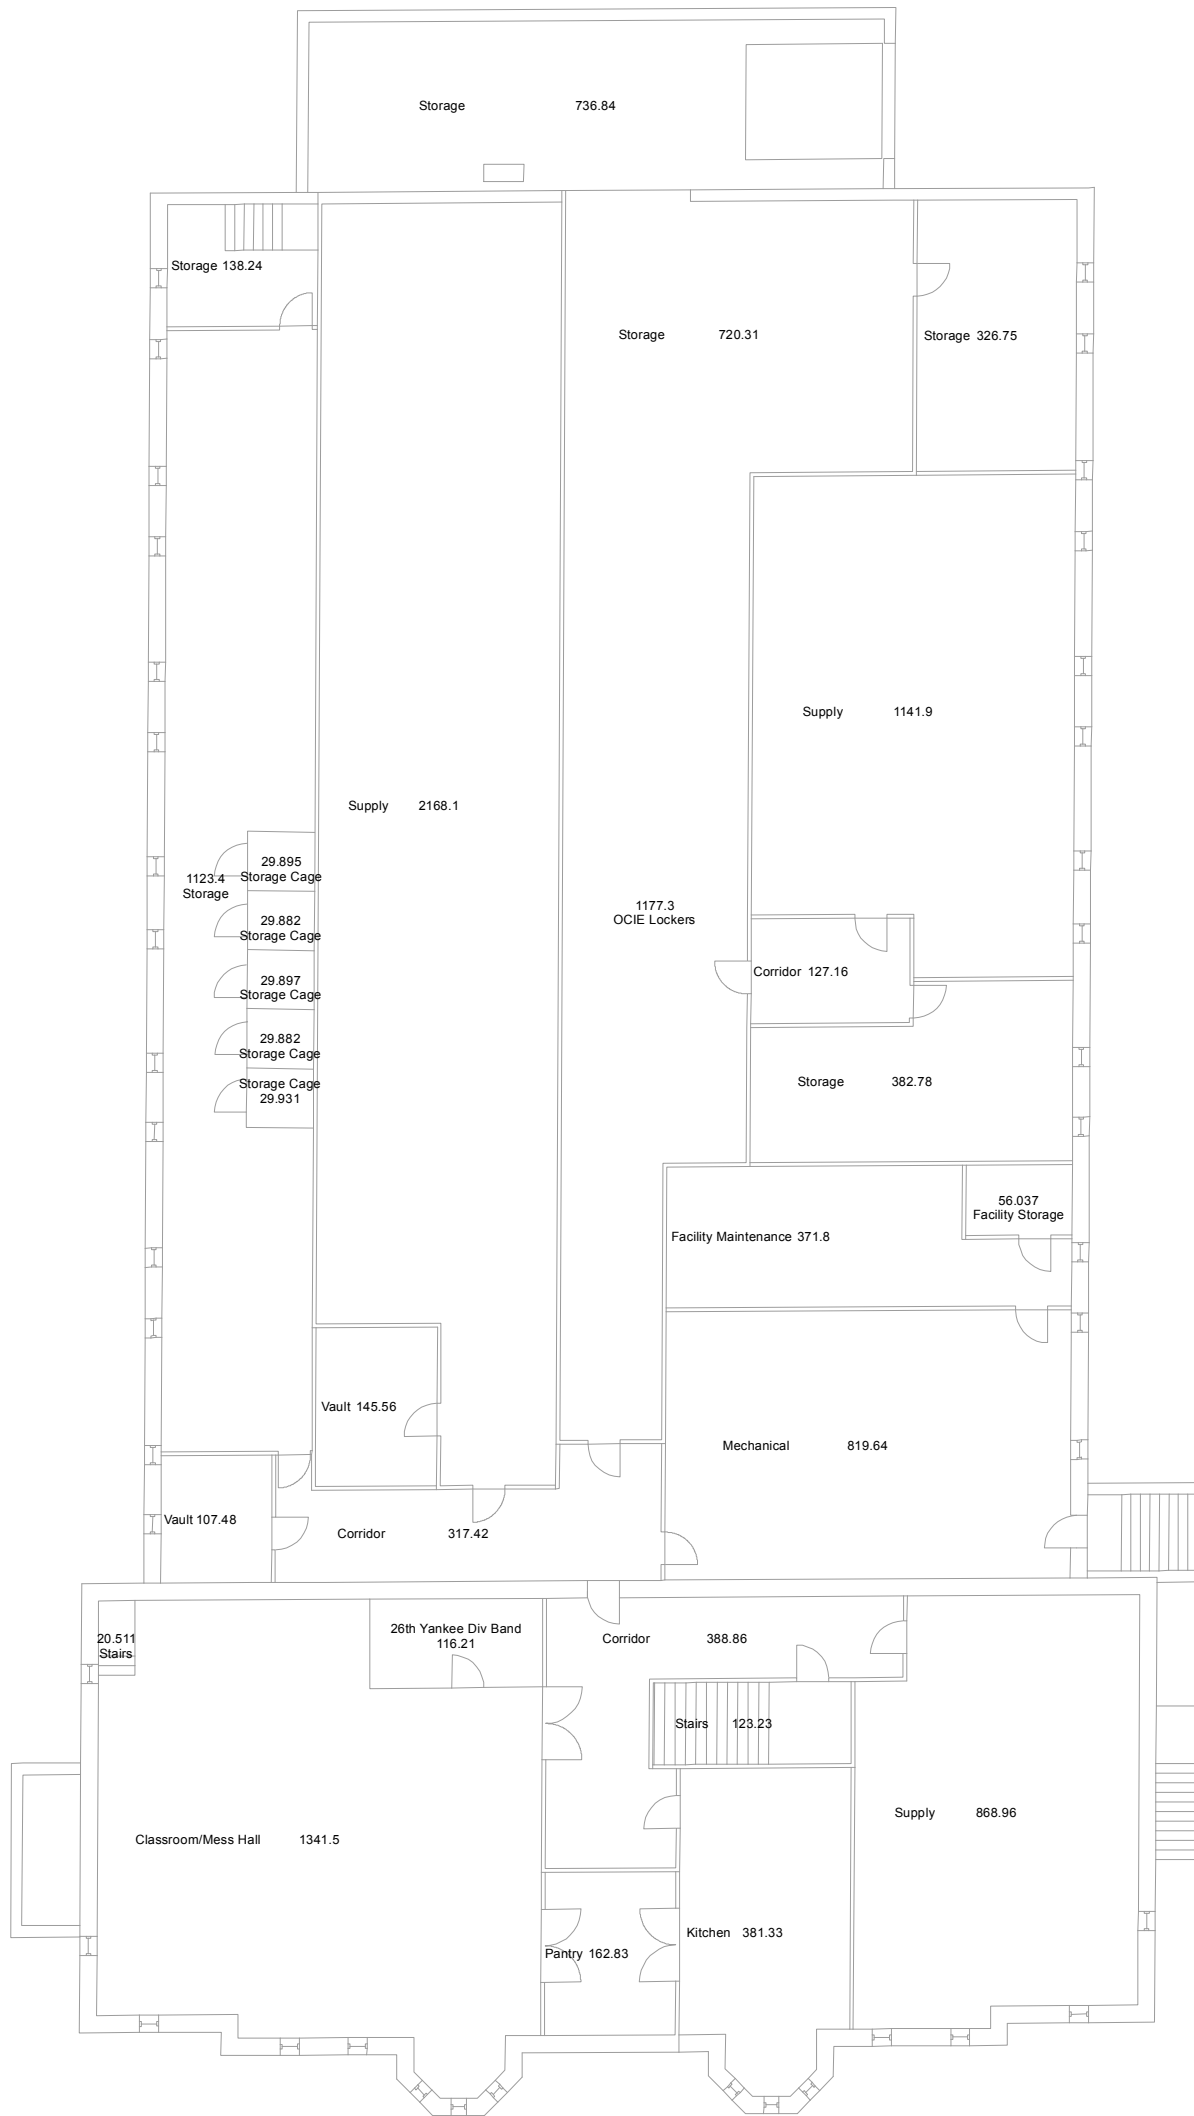 Storage 736.84
Storage 138.24
Storage 720.31
Storage 326.75
Supply 1141.9
Supply 2168.1
29.895
Storage Cage
1123.4
Storage
29.882
Storage Cage
1177.3
OCIE Lockers
29.897
Storage Cage
Corridor 127.16
29.882
Storage Cage
Storage Cage
29.931
Storage 382.78
56.037
Facility Storage
Facility Maintenance 371.8
Vault 145.56
Mechanical 819.64
Vault 107.48
Corridor 317.42
20.511
Stairs
26th Yankee Div Band
116.21
Corridor 388.86
Stairs 123.23
Supply 868.96
Classroom/Mess Hall 1341.5
Kitchen 381.33
Pantry 162.83